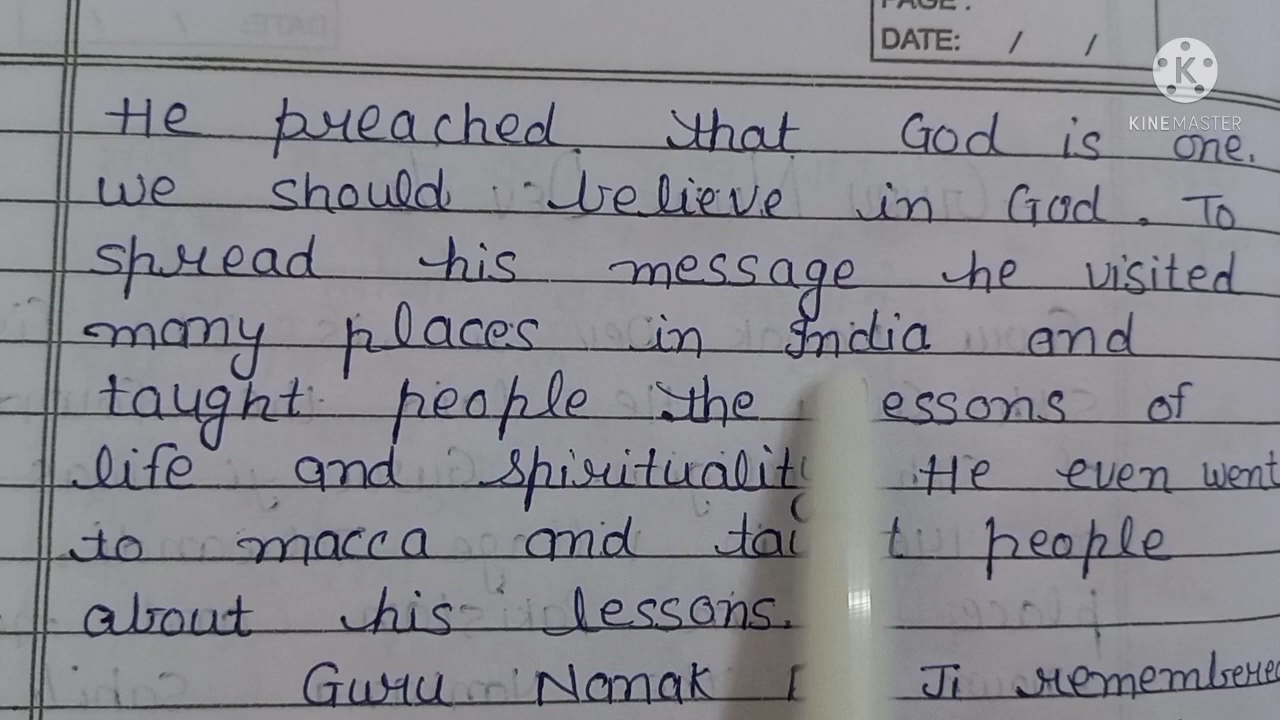 PAGE:
DATE: / /
KINEMASTER
He preached that God is one.
we should believe in God. To
spread his message he visited
many places in India and
taught people the essons of
life and spiritualit He even went
to macca and people
about his lessons.
Guru Nanak Ji remembered